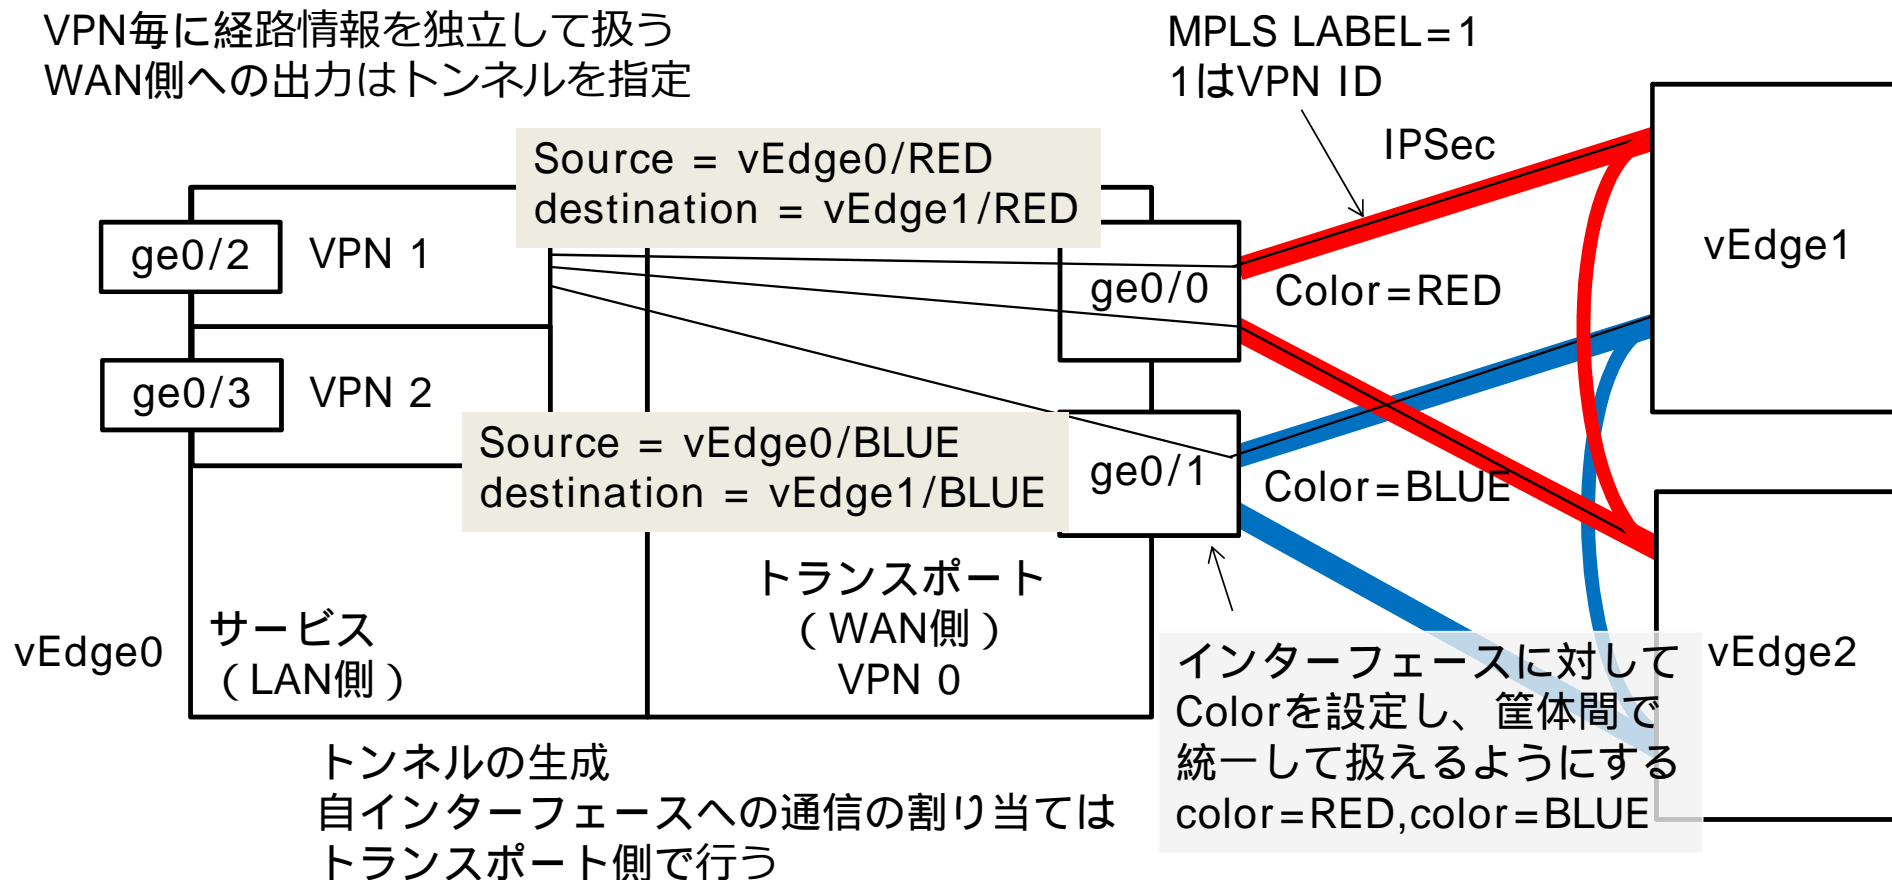 VPN毎に経路情報を独立して扱う
WAN側への出力はトンネルを指定
MPLS LABEL=1
1はVPN ID
IPSec
Source = vEdge0/RED
destination = vEdge1/RED
ge0/2
VPN 1
ge0/0
Color=RED
vEdge1
ge0/3
VPN 2
Source = vEdge0/BLUE
destination = vEdge1/BLUE
ge0/1
Color=BLUE
vEdge0
サービス
（LAN側）
トランスポート
（WAN側）
VPN 0
vEdge2
インターフェースに対して
Colorを設定し、筐体間で
統一して扱えるようにする
color=RED,color=BLUE
トンネルの生成
自インターフェースへの通信の割り当ては
トランスポート側で行う